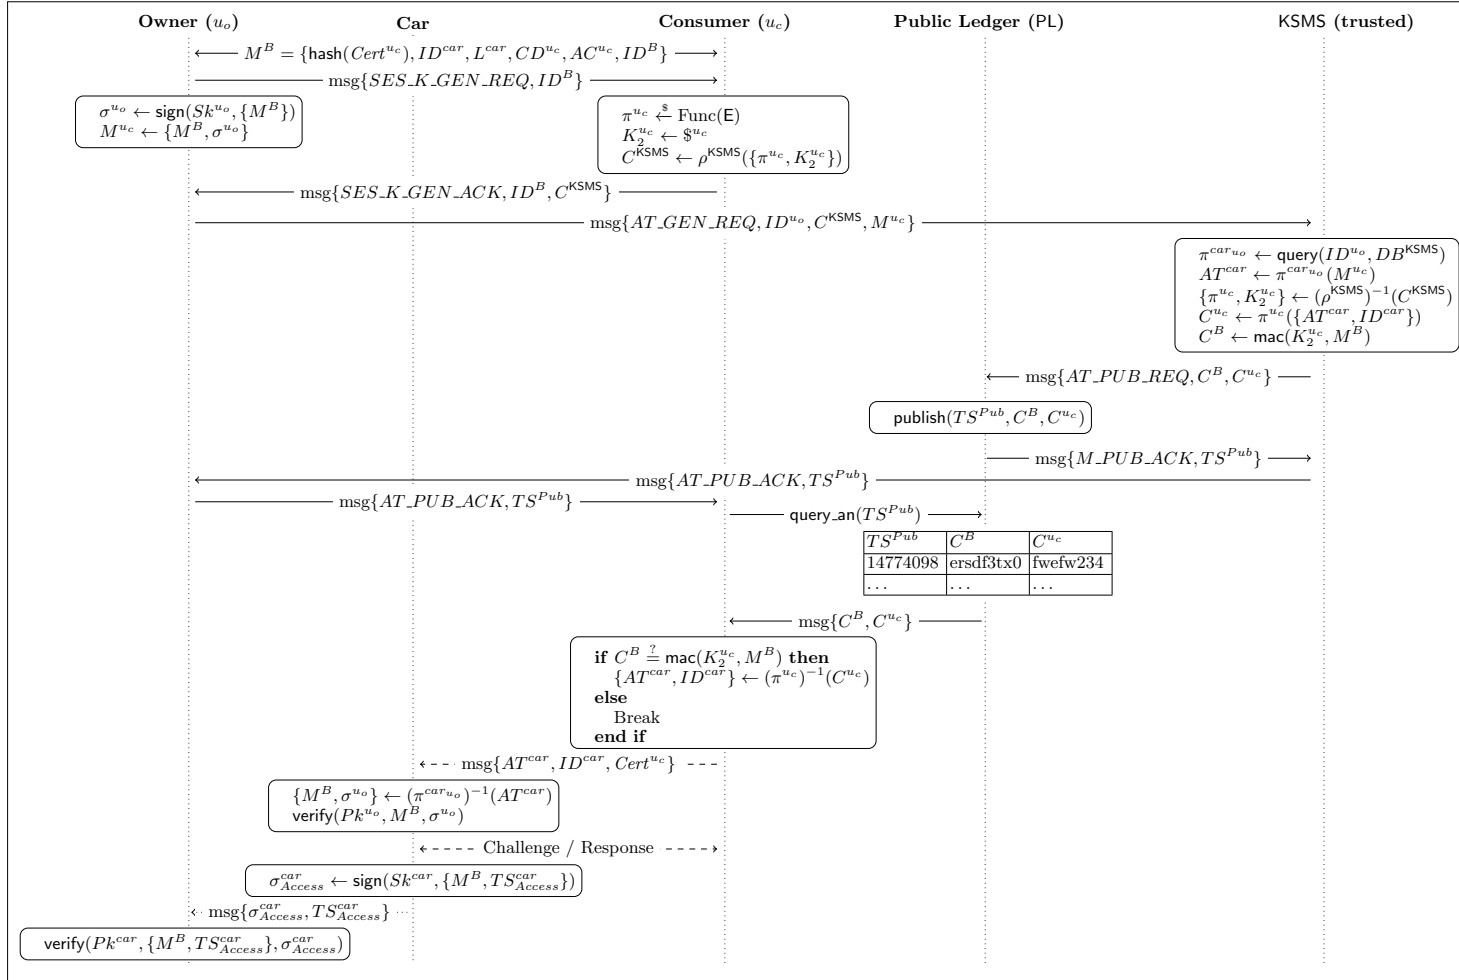 Owner (u_o) Car Consumer (u_c) Public Ledger (PL) KSMS (trusted)
M^B = {hash(Cert^{u_c}), ID^{car}, L^{car}, CD^{u_c}, AC^{u_c}, ID^B}
msg{SES_K_GEN_REQ, ID^B}
σ^{u_o} ← sign(Sk^{u_o}, {M^B})
M^{u_c} ← {M^B, σ^{u_o}}
π^{u_c} ←^$ Func(E)
K_2^{u_c} ← $^{u_c}
C^{KSMS} ← ρ^{KSMS}({π^{u_c}, K_2^{u_c}})
msg{SES_K_GEN_ACK, ID^B, C^{KSMS}}
msg{AT_GEN_REQ, ID^{u_o}, C^{KSMS}, M^{u_c}}
π^{car_{u_o}} ← query(ID^{u_o}, DB^{KSMS})
AT^{car} ← π^{car_{u_o}}(M^{u_c})
{π^{u_c}, K_2^{u_c}} ← (ρ^{KSMS})^{-1}(C^{KSMS})
C^{u_c} ← π^{u_c}({AT^{car}, ID^{car}})
C^B ← mac(K_2^{u_c}, M^B)
msg{AT_PUB_REQ, C^B, C^{u_c}}
publish(TS^{Pub}, C^B, C^{u_c})
msg{M_PUB_ACK, TS^{Pub}}
msg{AT_PUB_ACK, TS^{Pub}}
msg{AT_PUB_ACK, TS^{Pub}}
query_an(TS^{Pub})
TS^{Pub} C^B C^{u_c}
14774098 ersdf3tx0 fwefw234
... ... ...
msg{C^B, C^{u_c}}
if C^B =^? mac(K_2^{u_c}, M^B) then
{AT^{car}, ID^{car}} ← (π^{u_c})^{-1}(C^{u_c})
else
Break
end if
msg{AT^{car}, ID^{car}, Cert^{u_c}}
{M^B, σ^{u_o}} ← (π^{car_{u_o}})^{-1}(AT^{car})
verify(Pk^{u_o}, M^B, σ^{u_o})
Challenge / Response
σ_{Access}^{car} ← sign(Sk^{car}, {M^B, TS_{Access}^{car}})
msg{σ_{Access}^{car}, TS_{Access}^{car}}
verify(Pk^{car}, {M^B, TS_{Access}^{car}}, σ_{Access}^{car})